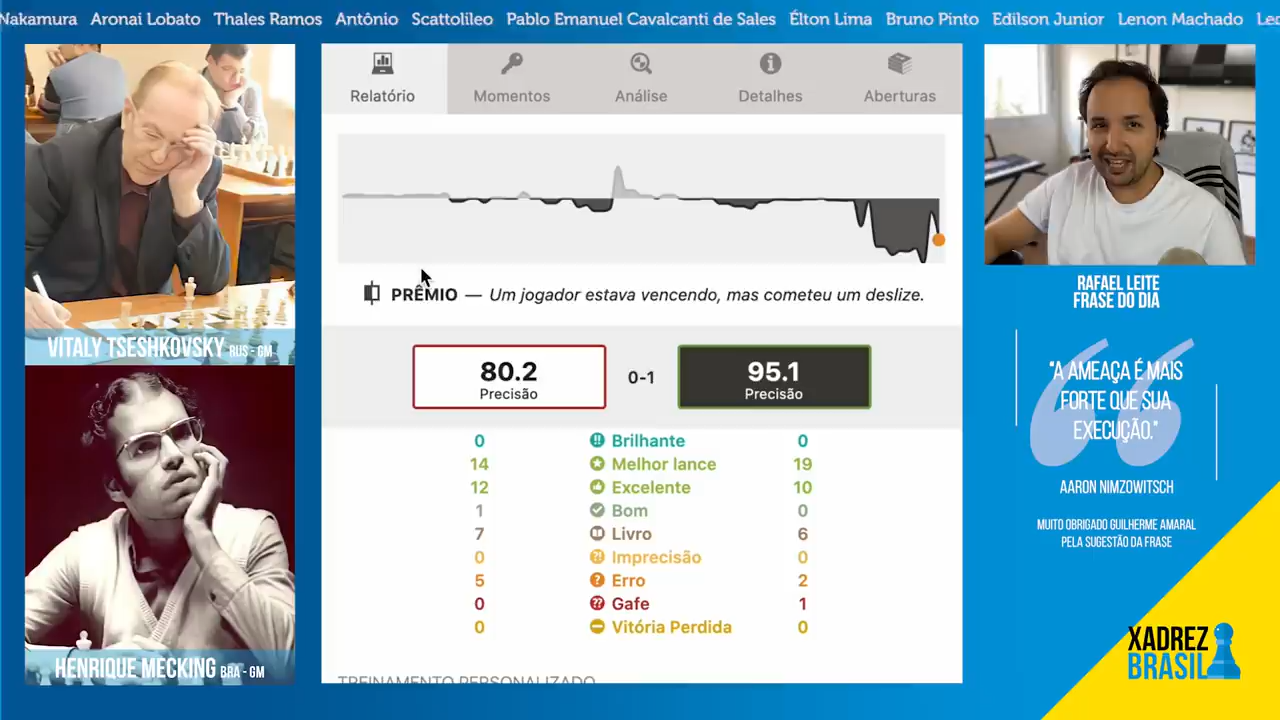 Nakamura Aronai Lobato Thales Ramos Antônio Scattolileo Pablo Emanuel Cavalcanti de Sales Élton Lima Bruno Pinto Edilson Junior Lenon Machado
VITALY TSESHKOVSKY RUS - GM
HENRIQUE MECKING BRA - GM
Relatório Momentos Análise Detalhes Aberturas
PRÊMIO — Um jogador estava vencendo, mas cometeu um deslize.
80.2 0-1 95.1
Precisão Precisão
0 Brilhante 0
14 Melhor lance 19
12 Excelente 10
1 Bom 0
7 Livro 6
0 Imprecisão 0
5 Erro 2
0 Gafe 1
0 Vitória Perdida 0
TREINAMENTO PERSONALIZADO
RAFAEL LEITE
FRASE DO DIA
“A AMEAÇA É MAIS
FORTE QUE SUA
EXECUÇÃO.”
AARON NIMZOWITSCH
MUITO OBRIGADO GUILHERME AMARAL
PELA SUGESTÃO DA FRASE
XADREZ
BRASIL